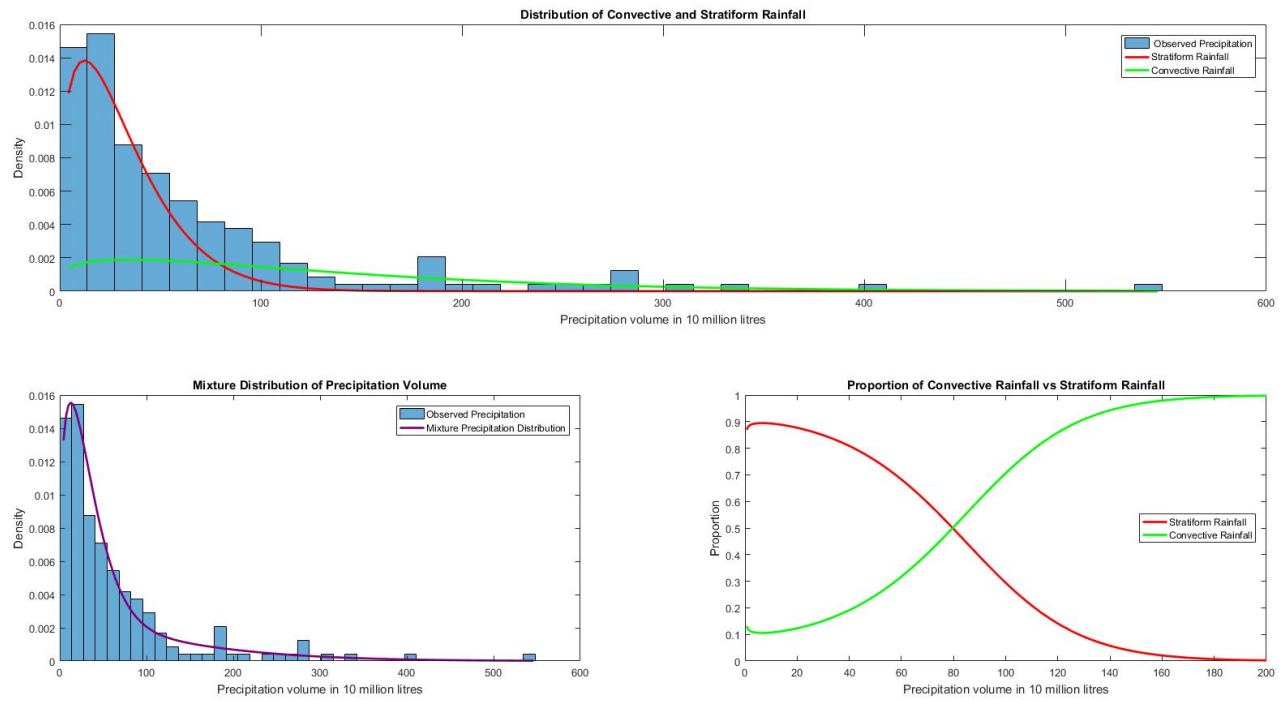 Distribution of Convective and Stratiform Rainfall
0.016
0.014
0.012
0.01
0.008
0.006
0.004
0.002
0
Density
Observed Precipitation
Stratiform Rainfall
Convective Rainfall
0 100 200 300 400 500 600
Precipitation volume in 10 million litres
Mixture Distribution of Precipitation Volume
0.016
0.014
0.012
0.01
0.008
0.006
0.004
0.002
0
Density
Observed Precipitation
Mixture Precipitation Distribution
0 100 200 300 400 500 600
Precipitation volume in 10 million litres
Proportion of Convective Rainfall vs Stratiform Rainfall
1
0.9
0.8
0.7
0.6
0.5
0.4
0.3
0.2
0.1
0
Proportion
Stratiform Rainfall
Convective Rainfall
0 20 40 60 80 100 120 140 160 180 200
Precipitation volume in 10 million litres